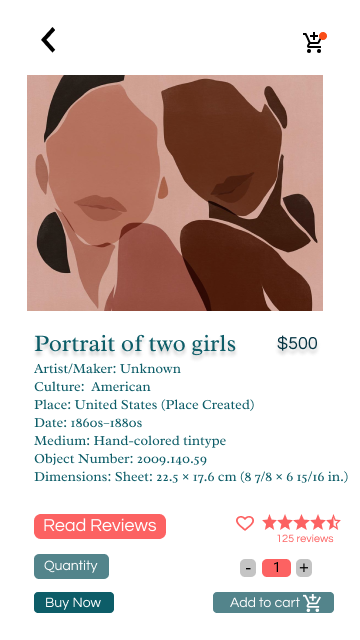 Portrait of two girls
$500
Artist/Maker: Unknown
Culture:  American
Place: United States (Place Created)
Date: 1860s–1880s
Medium: Hand-colored tintype
Object Number: 2009.140.59
Dimensions: Sheet: 22.5 × 17.6 cm (8 7/8 × 6 15/16 in.)
Read Reviews
125 reviews
Quantity
- 1 +
Buy Now
Add to cart